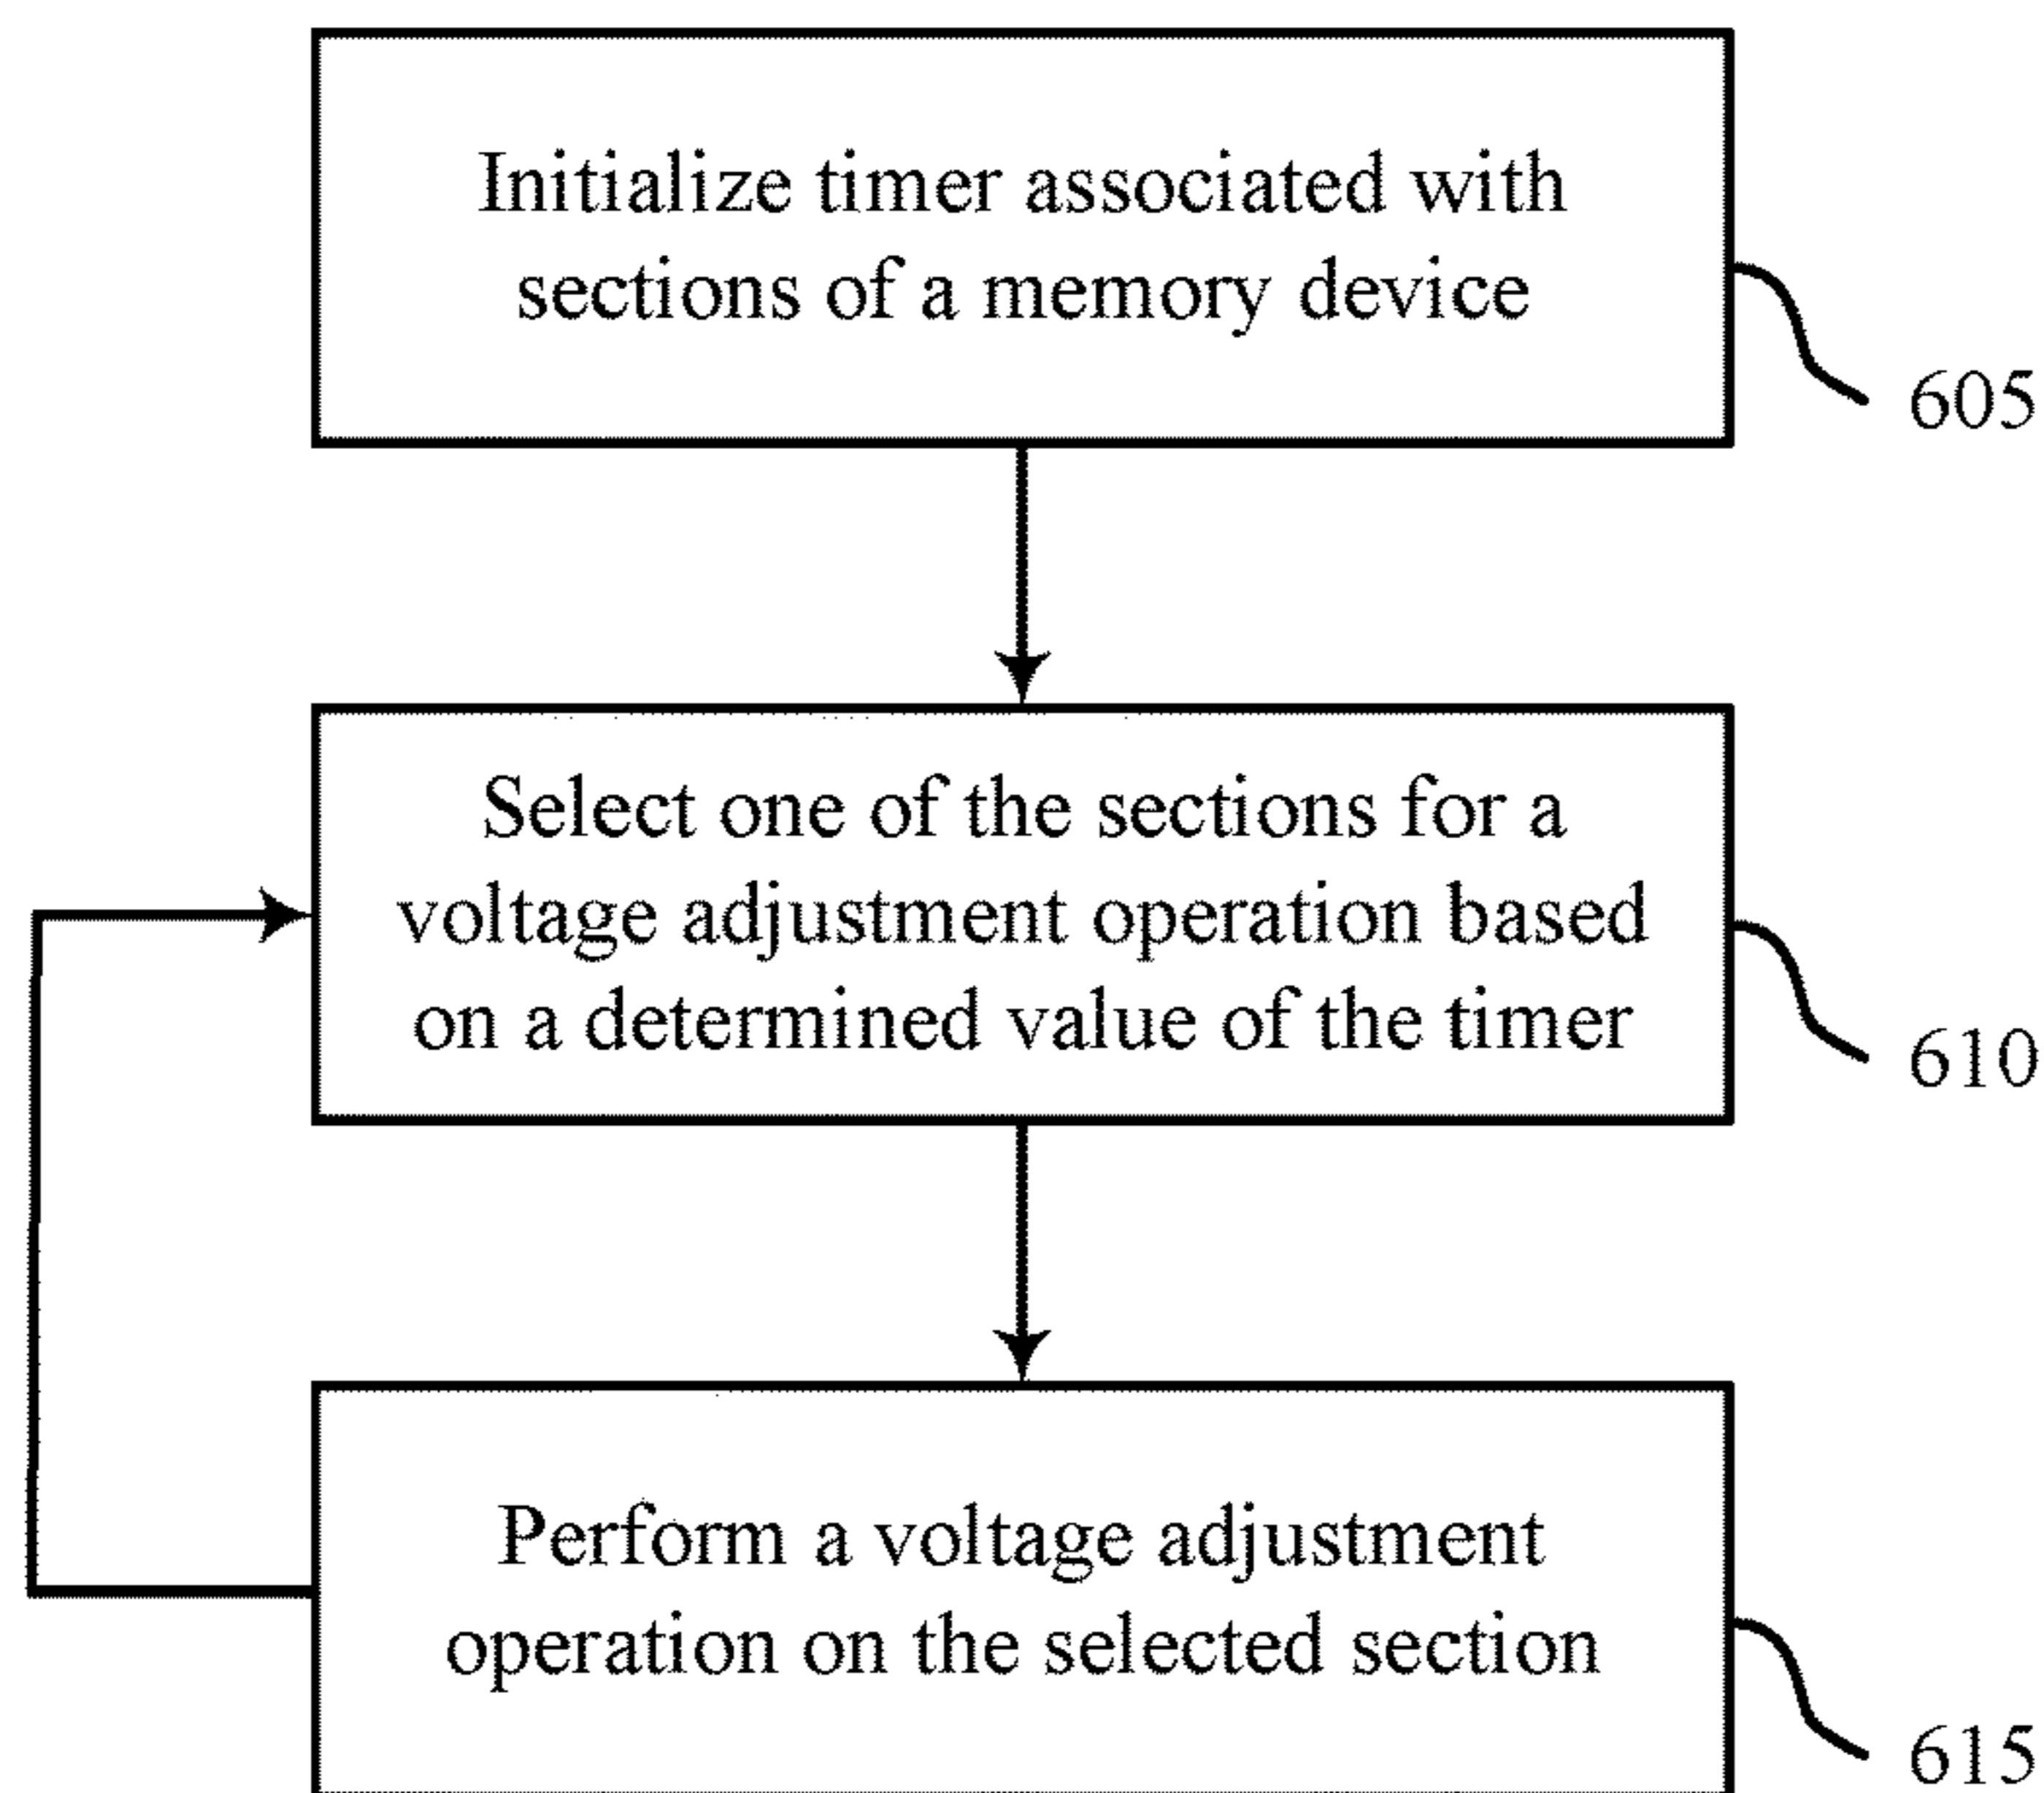 Initialize timer associated with
sections of a memory device
605
Select one of the sections for a
voltage adjustment operation based
on a determined value of the timer
610
Perform a voltage adjustment
operation on the selected section
615